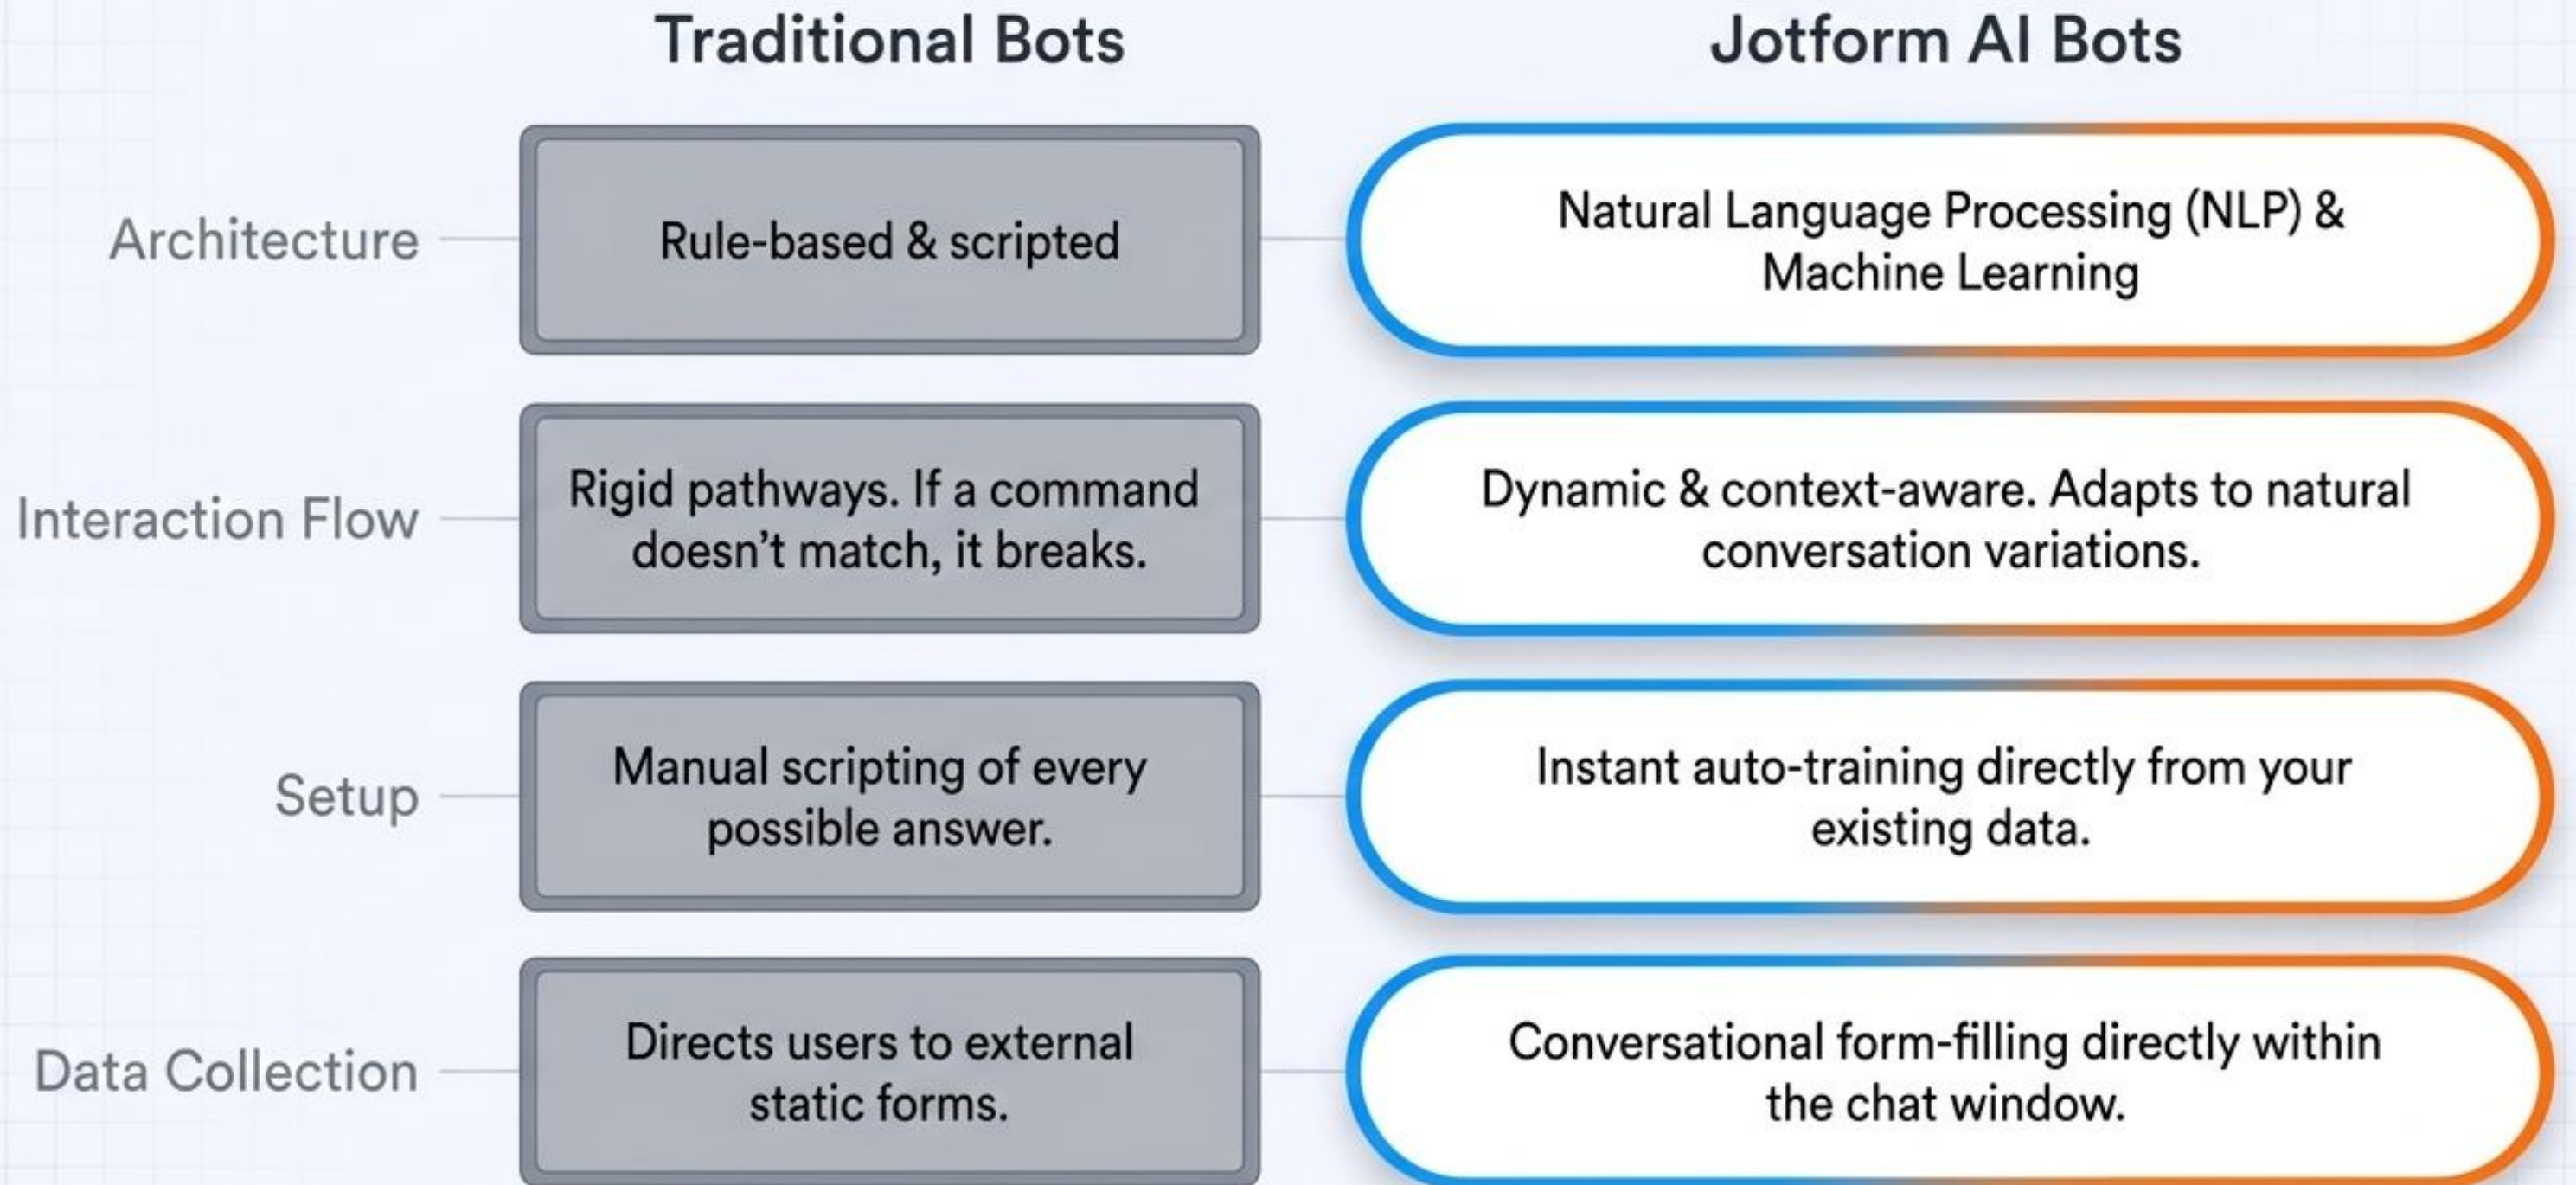 Traditional Bots
Jotform AI Bots
Architecture
Rule-based & scripted
Natural Language Processing (NLP) &
Machine Learning
Interaction Flow
Rigid pathways. If a command
doesn’t match, it breaks.
Dynamic & context-aware. Adapts to natural
conversation variations.
Setup
Manual scripting of every
possible answer.
Instant auto-training directly from your
existing data.
Data Collection
Directs users to external
static forms.
Conversational form-filling directly within
the chat window.